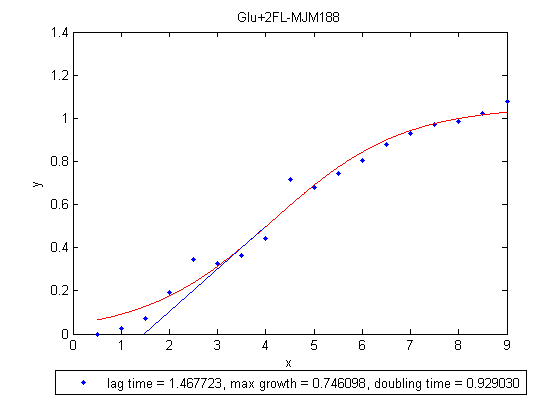 Glu+2FL-MJM188
1.4
1.2
1
0.8
0.6
0.4
0.2
0
y
0 1 2 3 4 5 6 7 8 9
x
lag time = 1.467723, max growth = 0.746098, doubling time = 0.929030